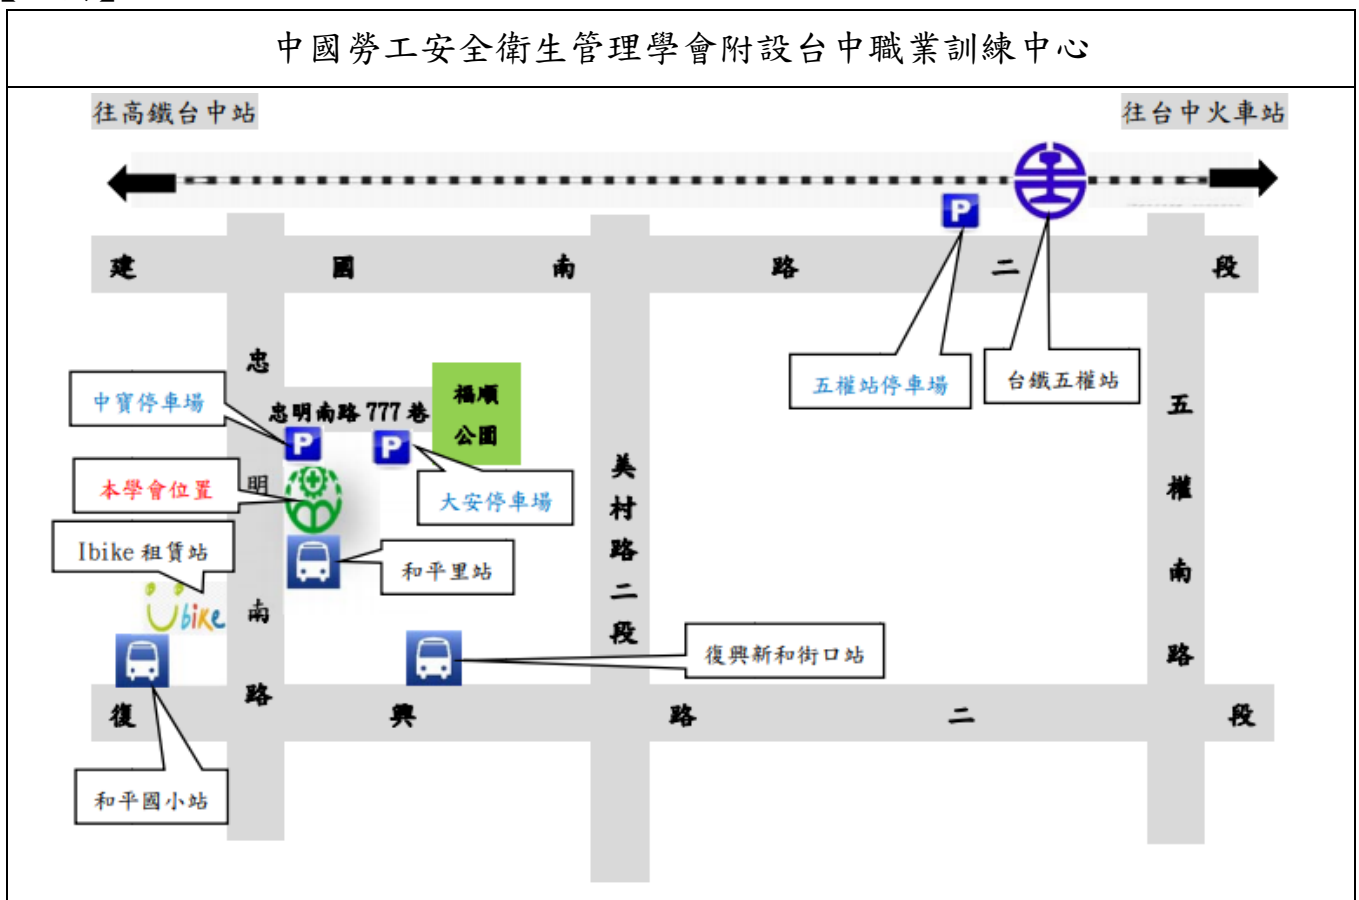 中國勞工安全衛生管理學會附設台中職業訓練中心
往高鐵台中站
往台中火車站
P
建國南路二段
五權站停車場
台鐵五權站
忠明南路
中寶停車場
忠明南路 777 巷
福順
公園
P
P
本學會位置
大安停車場
Ibike 租賃站
和平里站
Ubike
美村路二段
五權南路
復興新和街口站
復興路二段
和平國小站